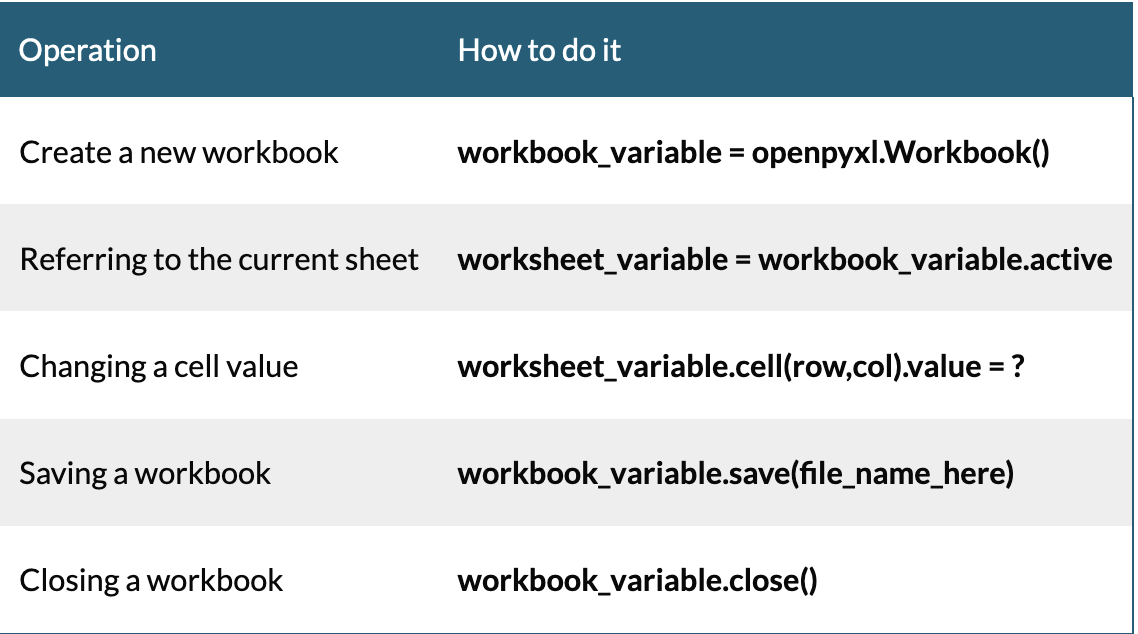 Operation How to do it
Create a new workbook workbook_variable = openpyxl.Workbook()
Referring to the current sheet worksheet_variable = workbook_variable.active
Changing a cell value worksheet_variable.cell(row,col).value = ?
Saving a workbook workbook_variable.save(file_name_here)
Closing a workbook workbook_variable.close()